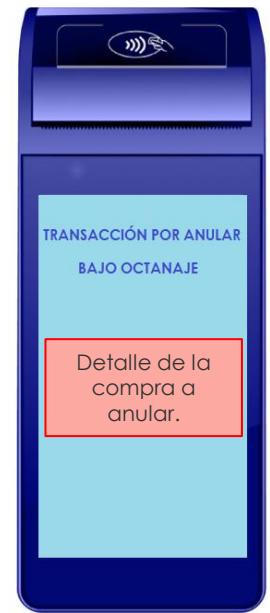 TRANSACCIÓN POR ANULAR
BAJO OCTANAJE
Detalle de la
compra a
anular.